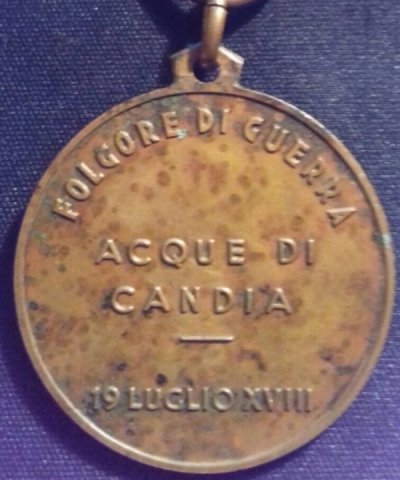 FOLGORE DI GUERRA
ACQUE DI
CANDIA
19 LUGLIO XVIII